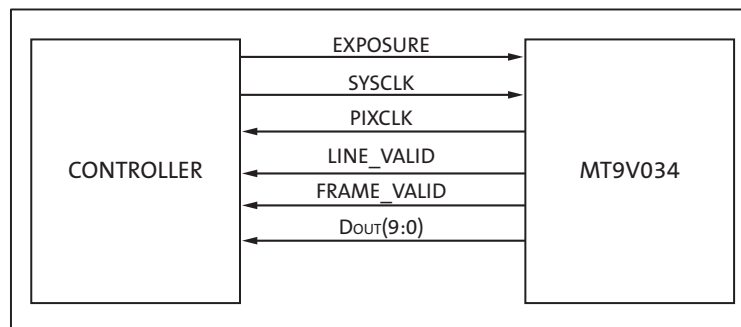 EXPOSURE
SYSCLK
PIXCLK
LINE_VALID
CONTROLLER
MT9V034
FRAME_VALID
DOUT(9:0)